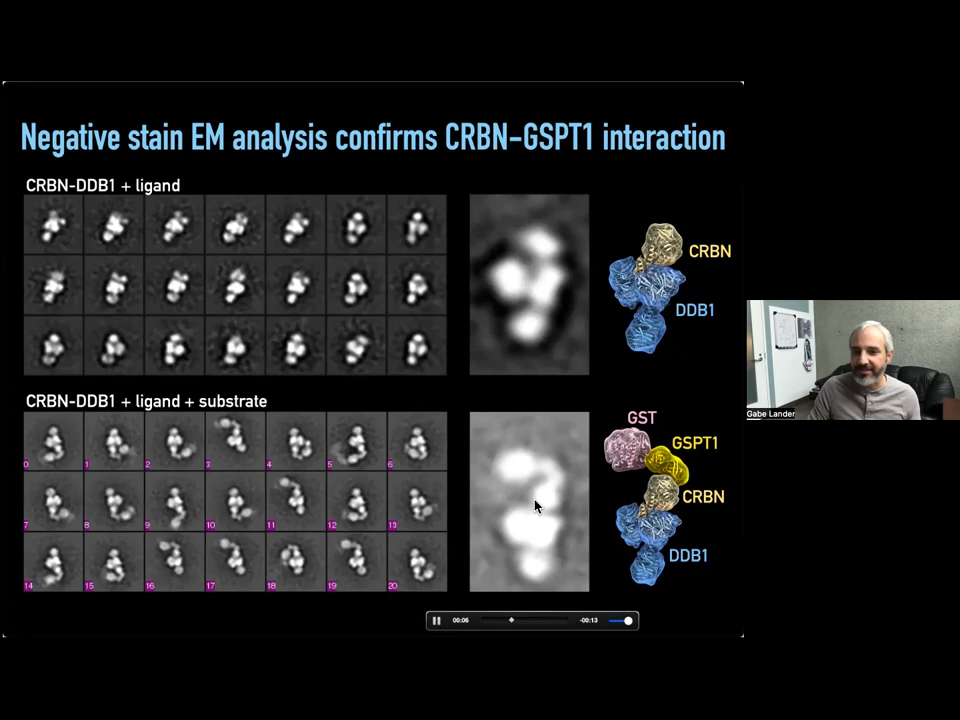 Negative stain EM analysis confirms CRBN-GSPT1 interaction
CRBN-DDB1 + ligand
CRBN
DDB1
Gabe Lander
CRBN-DDB1 + ligand + substrate
GST
GSPT1
CRBN
DDB1
0 1 2 3 4 5 6
7 8 9 10 11 12 13
14 15 16 17 18 19 20
00:06 -00:13